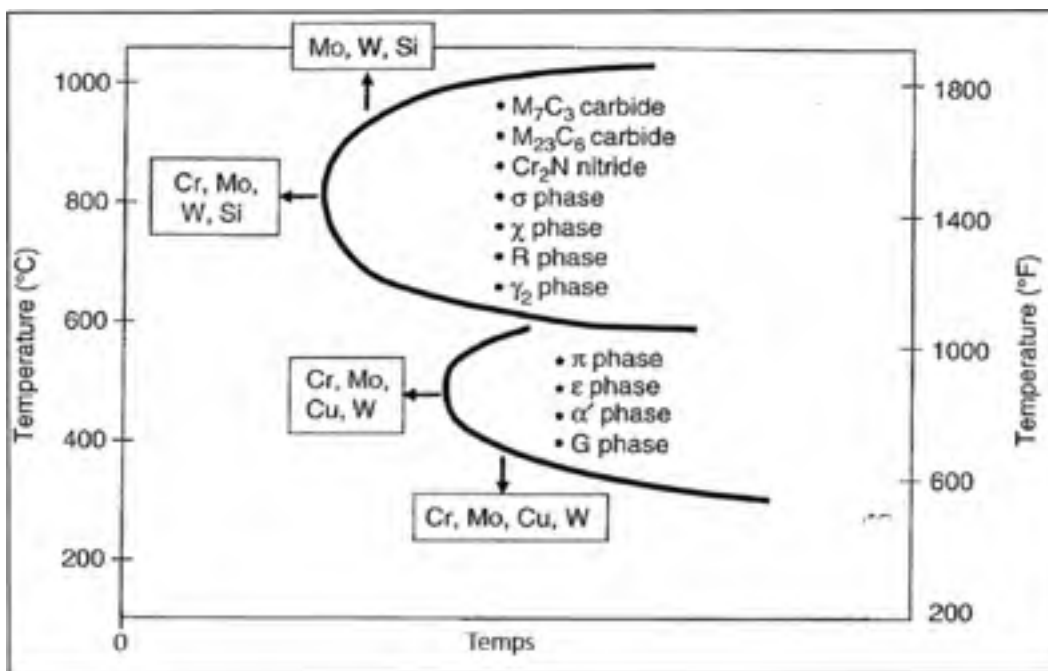 Mo, W, Si
1000
1800
• M₇C₃ carbide
• M₂₃C₆ carbide
• Cr₂N nitride
Cr, Mo,
W, Si
800
• σ phase
1400
• χ phase
• R phase
• γ₂ phase
Temperature (°C)
Temperature (°F)
600
1000
• π phase
Cr, Mo,
Cu, W
• ε phase
• α′ phase
400
• G phase
600
Cr, Mo, Cu, W
200
200
0
Temps